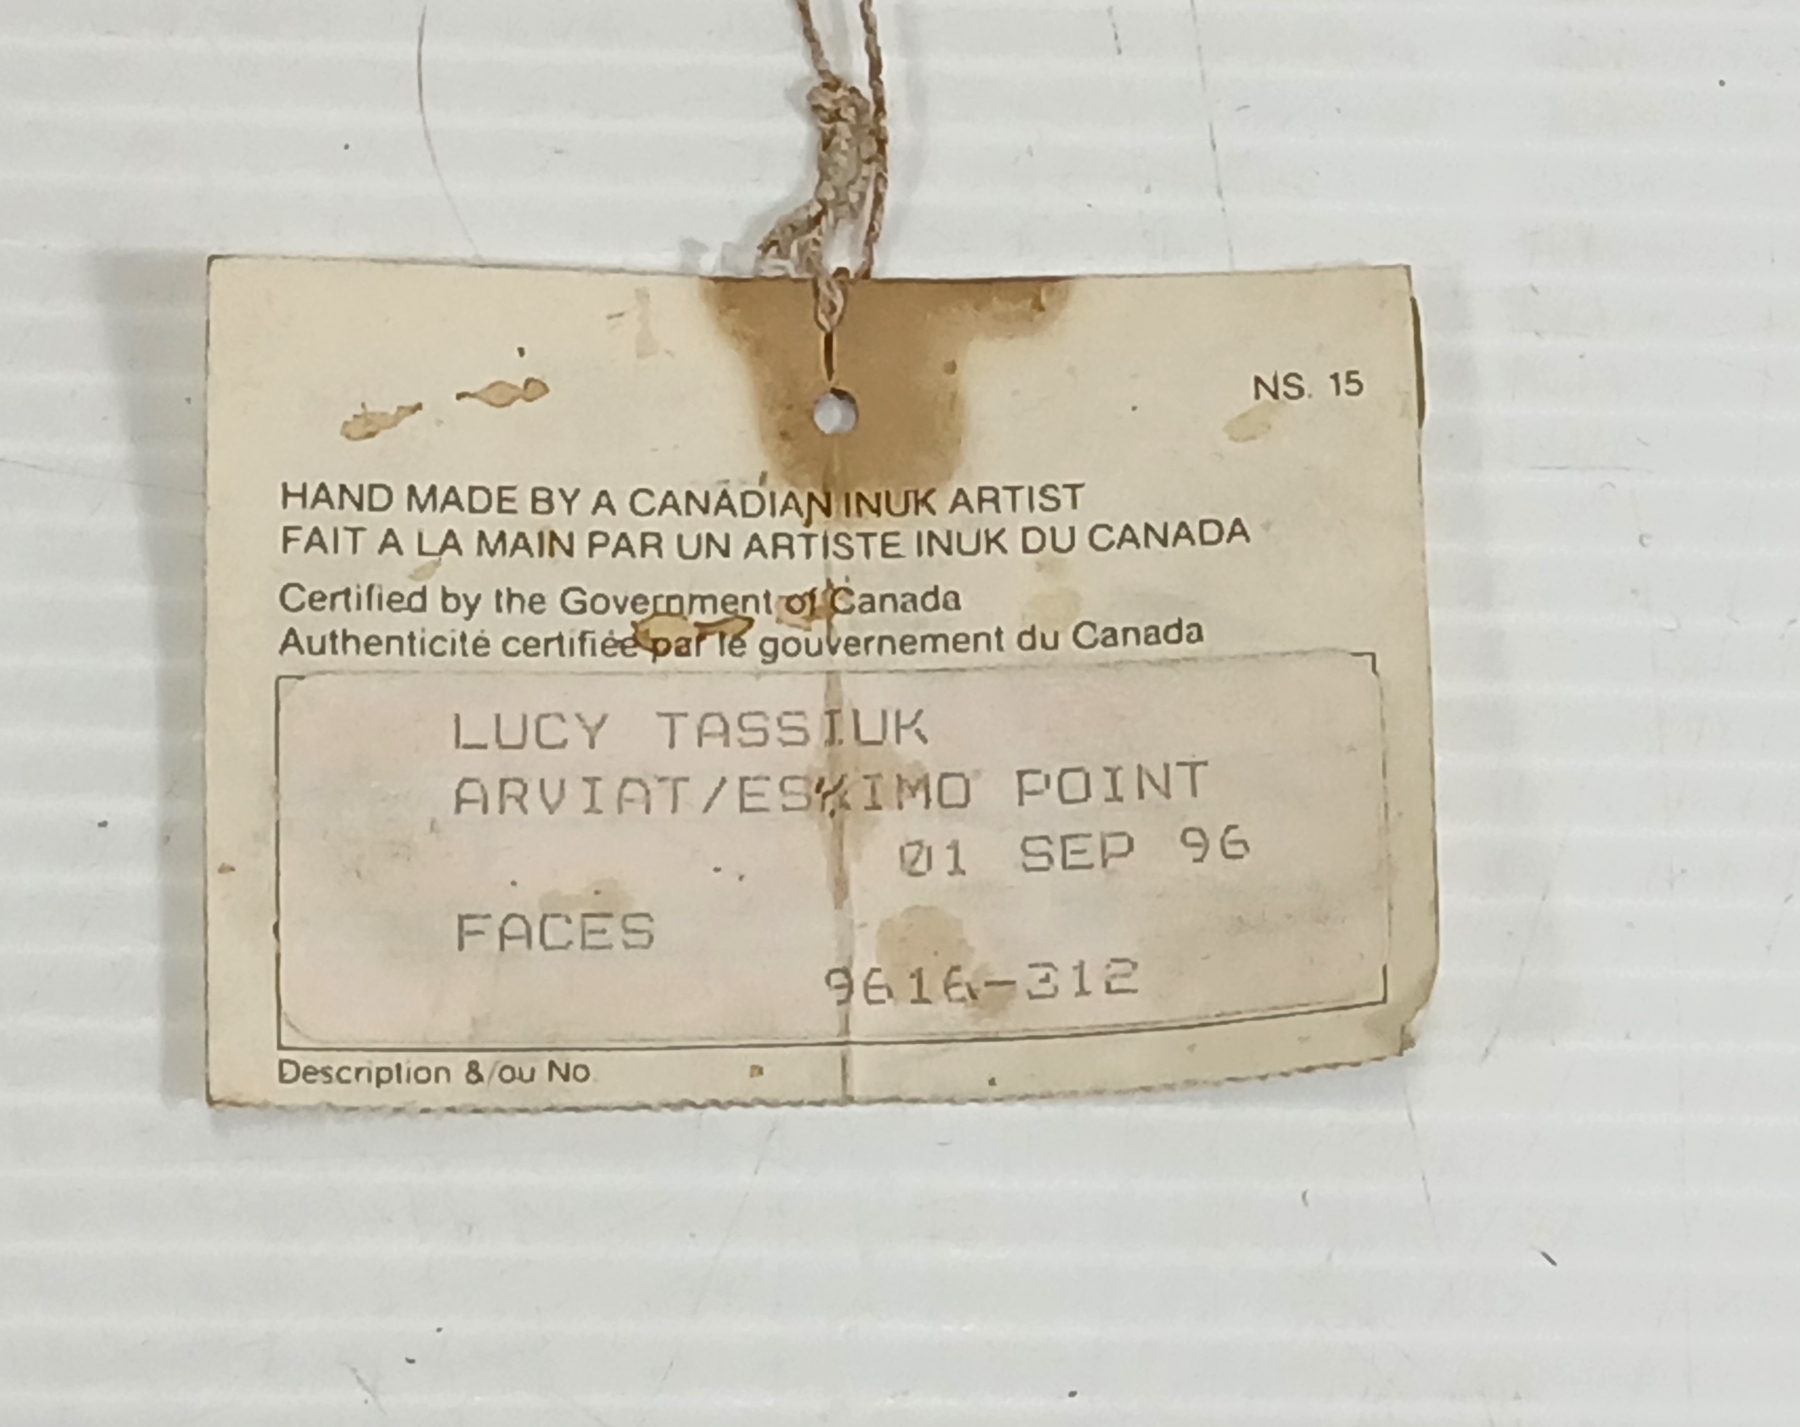 NS. 15
HAND MADE BY A CANADIAN INUK ARTIST
FAIT A LA MAIN PAR UN ARTISTE INUK DU CANADA
Certified by the Government of Canada
Authenticité certifiée par le gouvernement du Canada
LUCY TASSIUK
ARVIAT/ESKIMO POINT
01 SEP 96
FACES
9616-312
Description &/ou No.